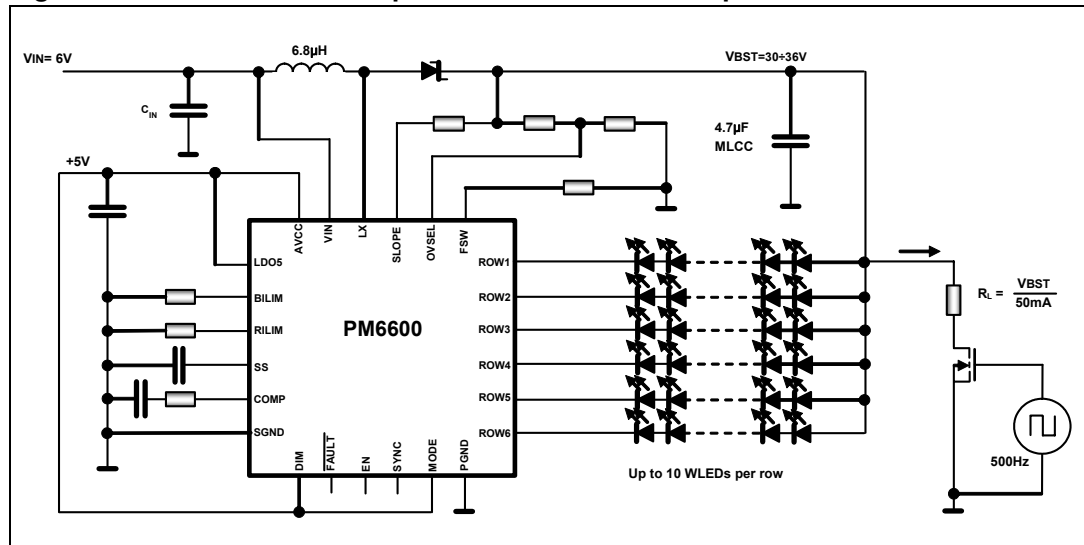 VIN= 6V
6.8µH
VBST=30÷36V
CIN
4.7µF
MLCC
+5V
AVCC
VIN
LX
SLOPE
OVSEL
FSW
LDO5
BILIM
RILIM
SS
COMP
SGND
PM6600
ROW1
ROW2
ROW3
ROW4
ROW5
ROW6
DIM
FAULT
EN
SYNC
MODE
PGND
RL = VBST
50mA
500Hz
Up to 10 WLEDs per row